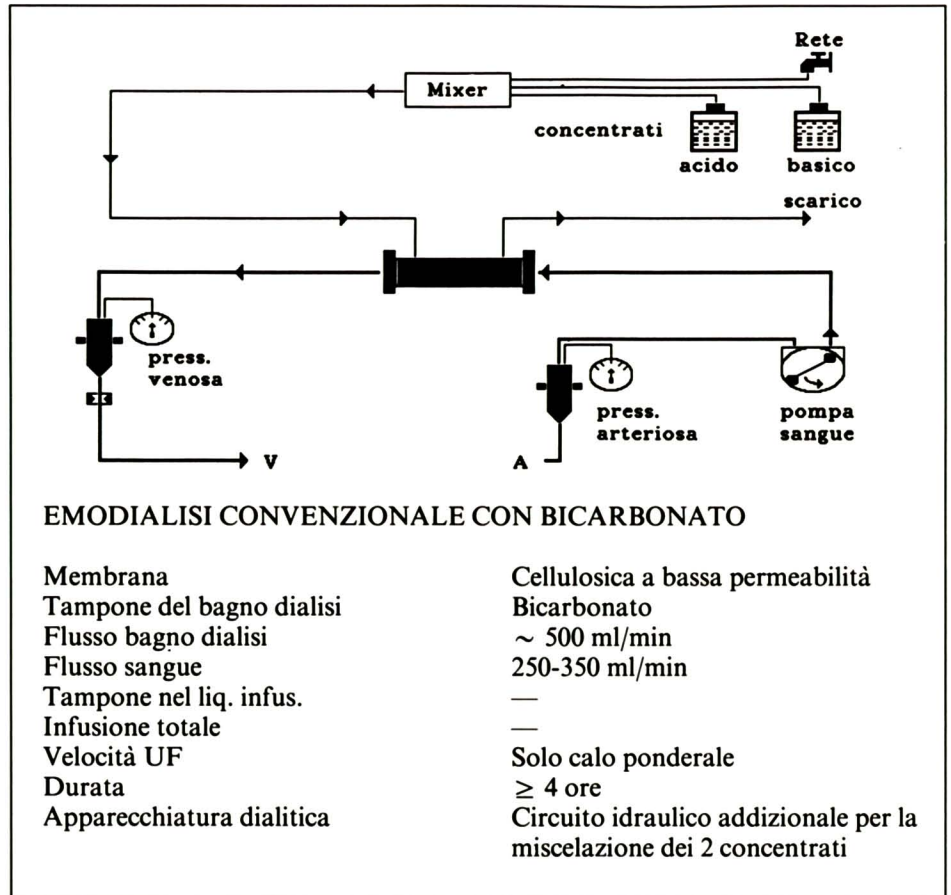 Rete
Mixer
concentrati
acido
basico
scarico
press.
venosa
press.
arteriosa
pompa
sangue
V
A
EMODIALISI CONVENZIONALE CON BICARBONATO
Membrana Cellulosica a bassa permeabilità
Tampone del bagno dialisi Bicarbonato
Flusso bagno dialisi ~ 500 ml/min
Flusso sangue 250-350 ml/min
Tampone nel liq. infus. —
Infusione totale —
Velocità UF Solo calo ponderale
Durata ≥ 4 ore
Apparecchiatura dialitica Circuito idraulico addizionale per la
miscelazione dei 2 concentrati